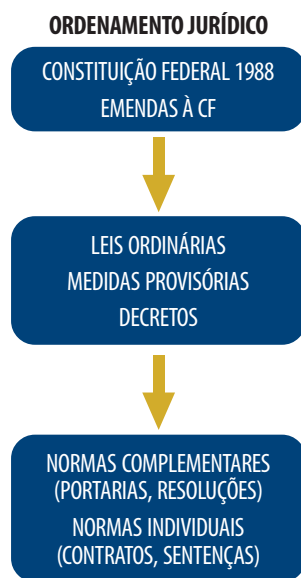 ORDENAMENTO JURÍDICO
CONSTITUIÇÃO FEDERAL 1988
EMENDAS À CF
LEIS ORDINÁRIAS
MEDIDAS PROVISÓRIAS
DECRETOS
NORMAS COMPLEMENTARES
(PORTARIAS, RESOLUÇÕES)
NORMAS INDIVIDUAIS
(CONTRATOS, SENTENÇAS)